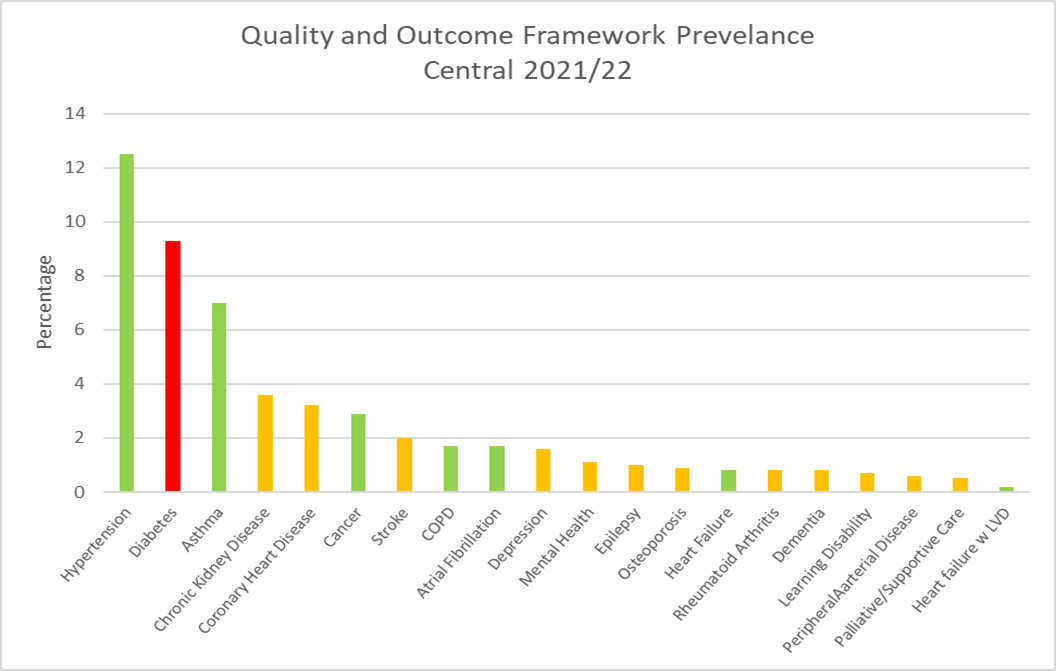 Quality and Outcome Framework Prevelance
Central 2021/22
Percentage
14
12
10
8
6
4
2
0
Hypertension
Diabetes
Asthma
Chronic Kidney Disease
Coronary Heart Disease
Cancer
Stroke
COPD
Atrial Fibrillation
Depression
Mental Health
Epilepsy
Osteoporosis
Heart Failure
Rheumatoid Arthritis
Dementia
Learning Disability
PeripheralAarterial Disease
Palliative/Supportive Care
Heart failure w LVD